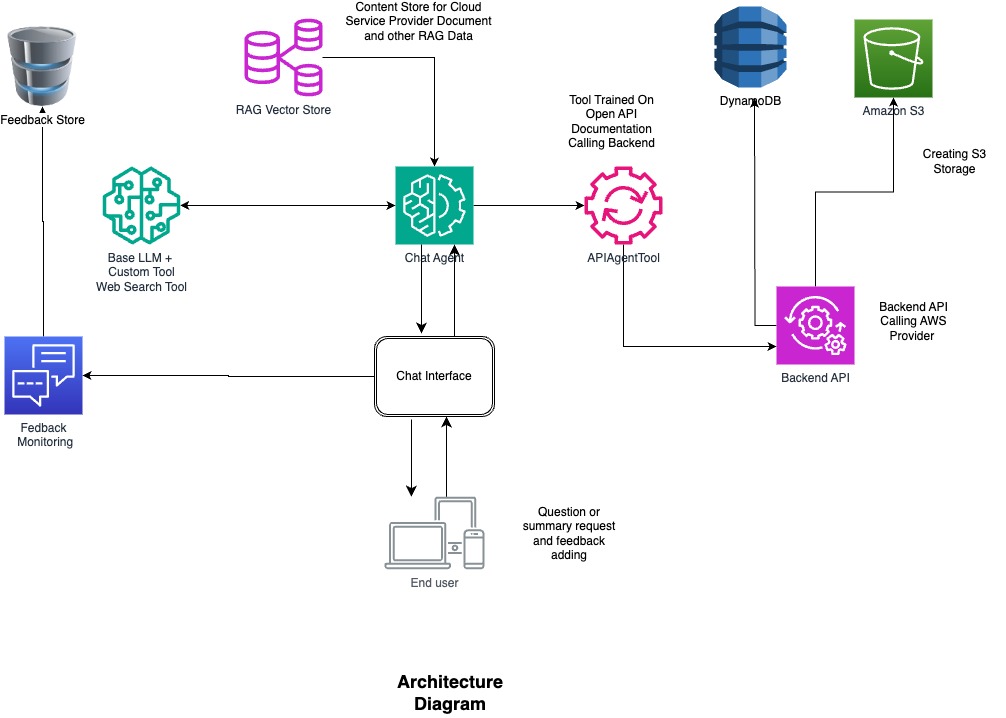 Content Store for Cloud
Service Provider Document
and other RAG Data
Feedback Store
RAG Vector Store
Tool Trained On
Open API
Documentation
Calling Backend
DynamoDB
Amazon S3
Creating S3
Storage
Base LLM +
Custom Tool
Web Search Tool
Chat Agent
APIAgentTool
Backend API
Calling AWS
Provider
Backend API
Chat Interface
Fedback
Monitoring
Question or
summary request
and feedback
adding
End user
Architecture
Diagram